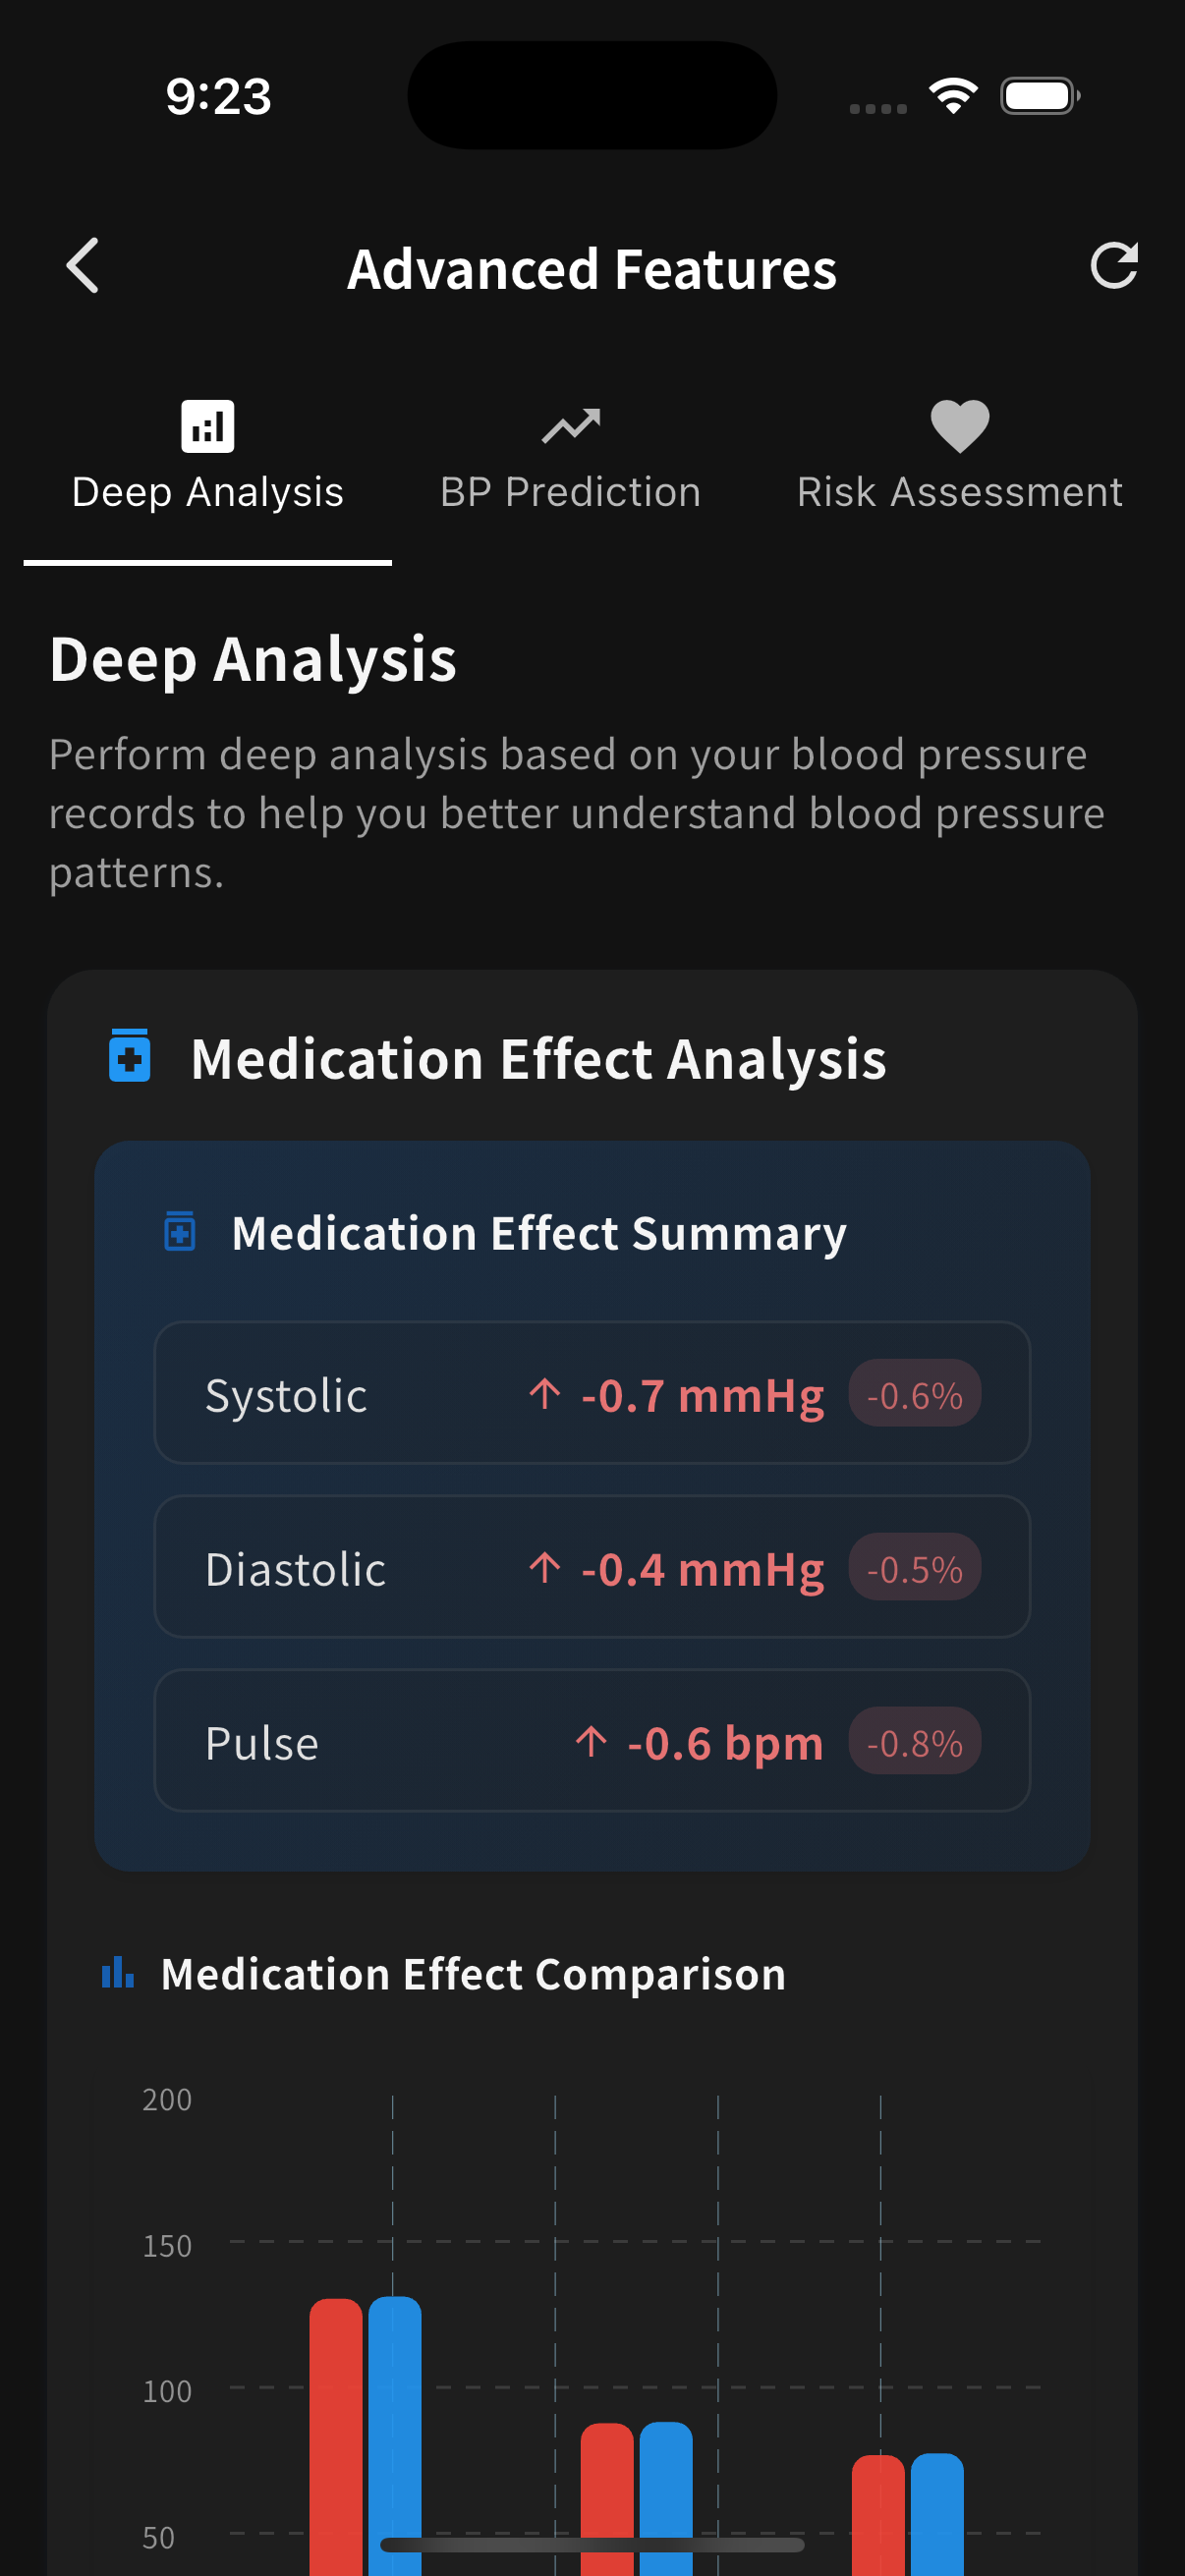 9:23
Advanced Features
Deep Analysis
BP Prediction
Risk Assessment
Deep Analysis
Perform deep analysis based on your blood pressure
records to help you better understand blood pressure
patterns.
Medication Effect Analysis
Medication Effect Summary
Systolic ↑ -0.7 mmHg -0.6%
Diastolic ↑ -0.4 mmHg -0.5%
Pulse ↑ -0.6 bpm -0.8%
Medication Effect Comparison
200
150
100
50